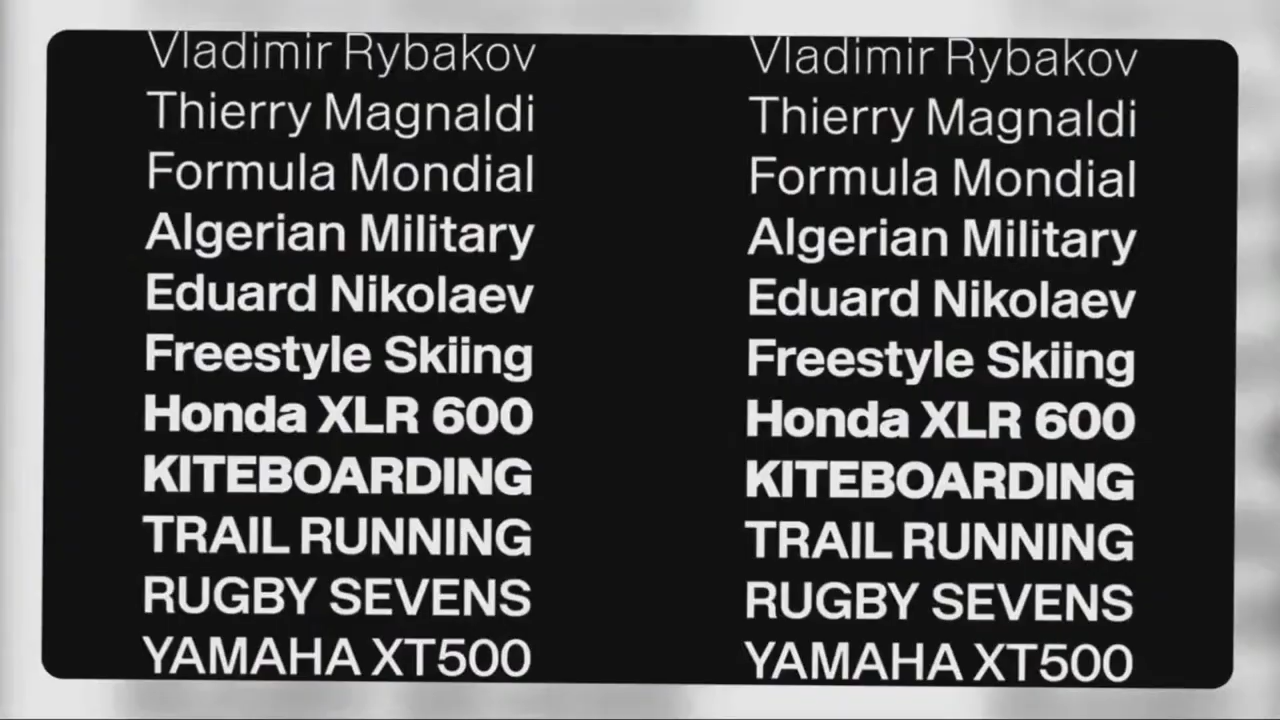 Vladimir Rybakov
Thierry Magnaldi
Formula Mondial
Algerian Military
Eduard Nikolaev
Freestyle Skiing
Honda XLR 600
KITEBOARDING
TRAIL RUNNING
RUGBY SEVENS
YAMAHA XT500
Vladimir Rybakov
Thierry Magnaldi
Formula Mondial
Algerian Military
Eduard Nikolaev
Freestyle Skiing
Honda XLR 600
KITEBOARDING
TRAIL RUNNING
RUGBY SEVENS
YAMAHA XT500